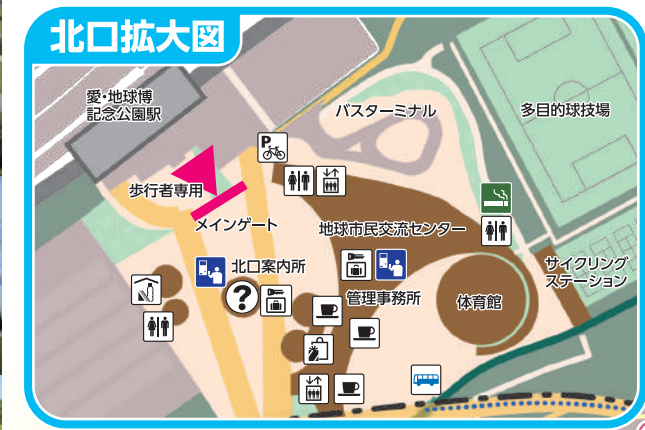 北口拡大図
愛・地球博
記念公園駅
バスターミナル
多目的球技場
P
歩行者専用
メインゲート
地球市民交流センター
北口案内所
?
管理事務所
体育館
サイクリング
ステーション